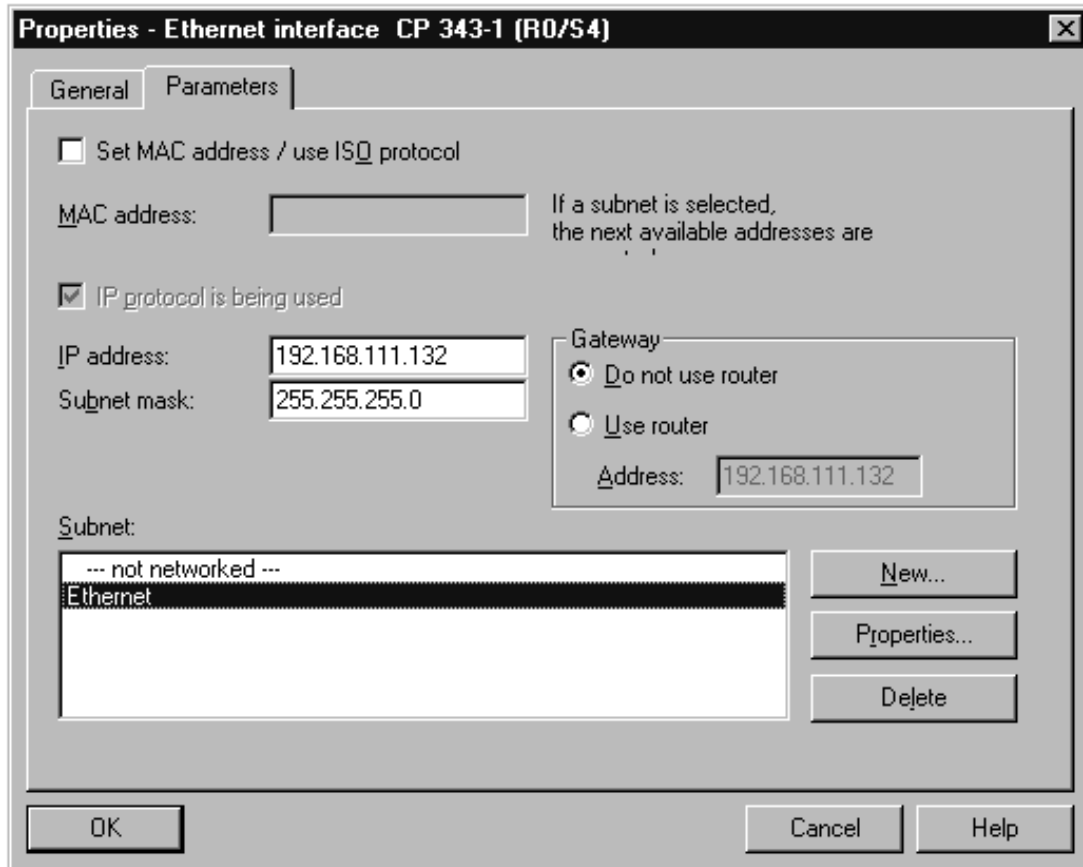 Properties - Ethernet interface CP 343-1 (R0/S4)
General
Parameters
Set MAC address / use ISO protocol
MAC address:
If a subnet is selected,
the next available addresses are
IP protocol is being used
IP address:
192.168.111.132
Subnet mask:
255.255.255.0
Gateway
Do not use router
Use router
Address:
192.168.111.132
Subnet:
--- not networked ---
Ethernet
New...
Properties...
Delete
OK
Cancel
Help